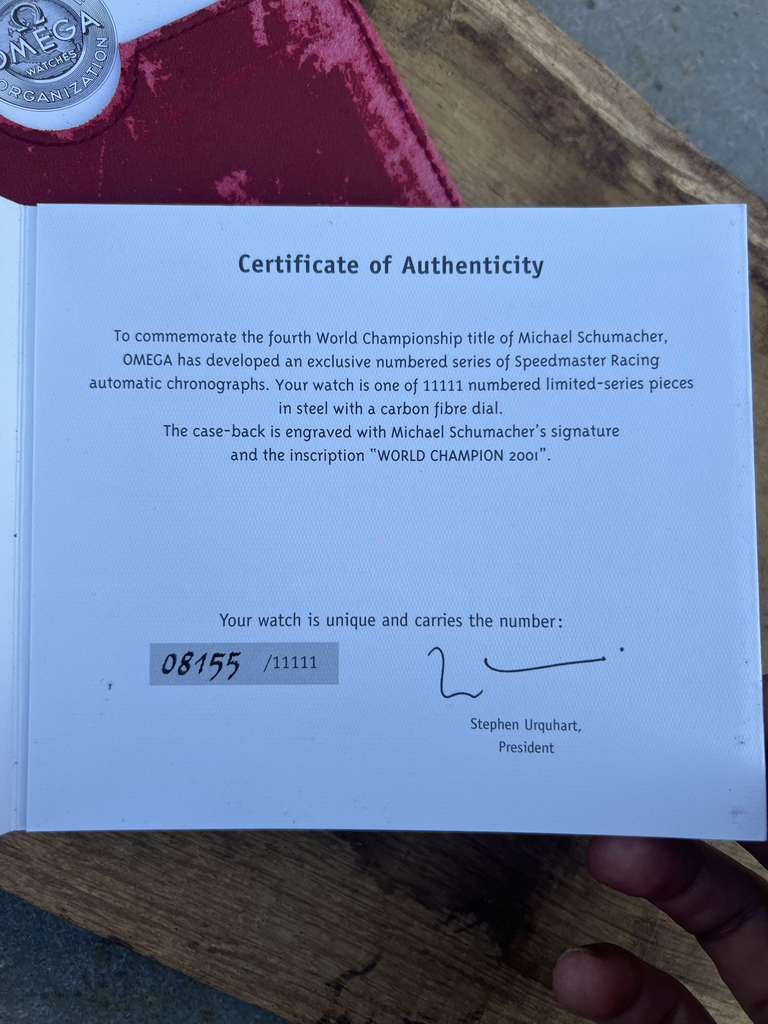 Ω
OMEGA
WATCHES
ORGANIZATION
Certificate of Authenticity
To commemorate the fourth World Championship title of Michael Schumacher,
OMEGA has developed an exclusive numbered series of Speedmaster Racing
automatic chronographs. Your watch is one of 11111 numbered limited-series pieces
in steel with a carbon fibre dial.
The case-back is engraved with Michael Schumacher's signature
and the inscription "WORLD CHAMPION 2001".
Your watch is unique and carries the number:
08155 /11111
Stephen Urquhart,
President